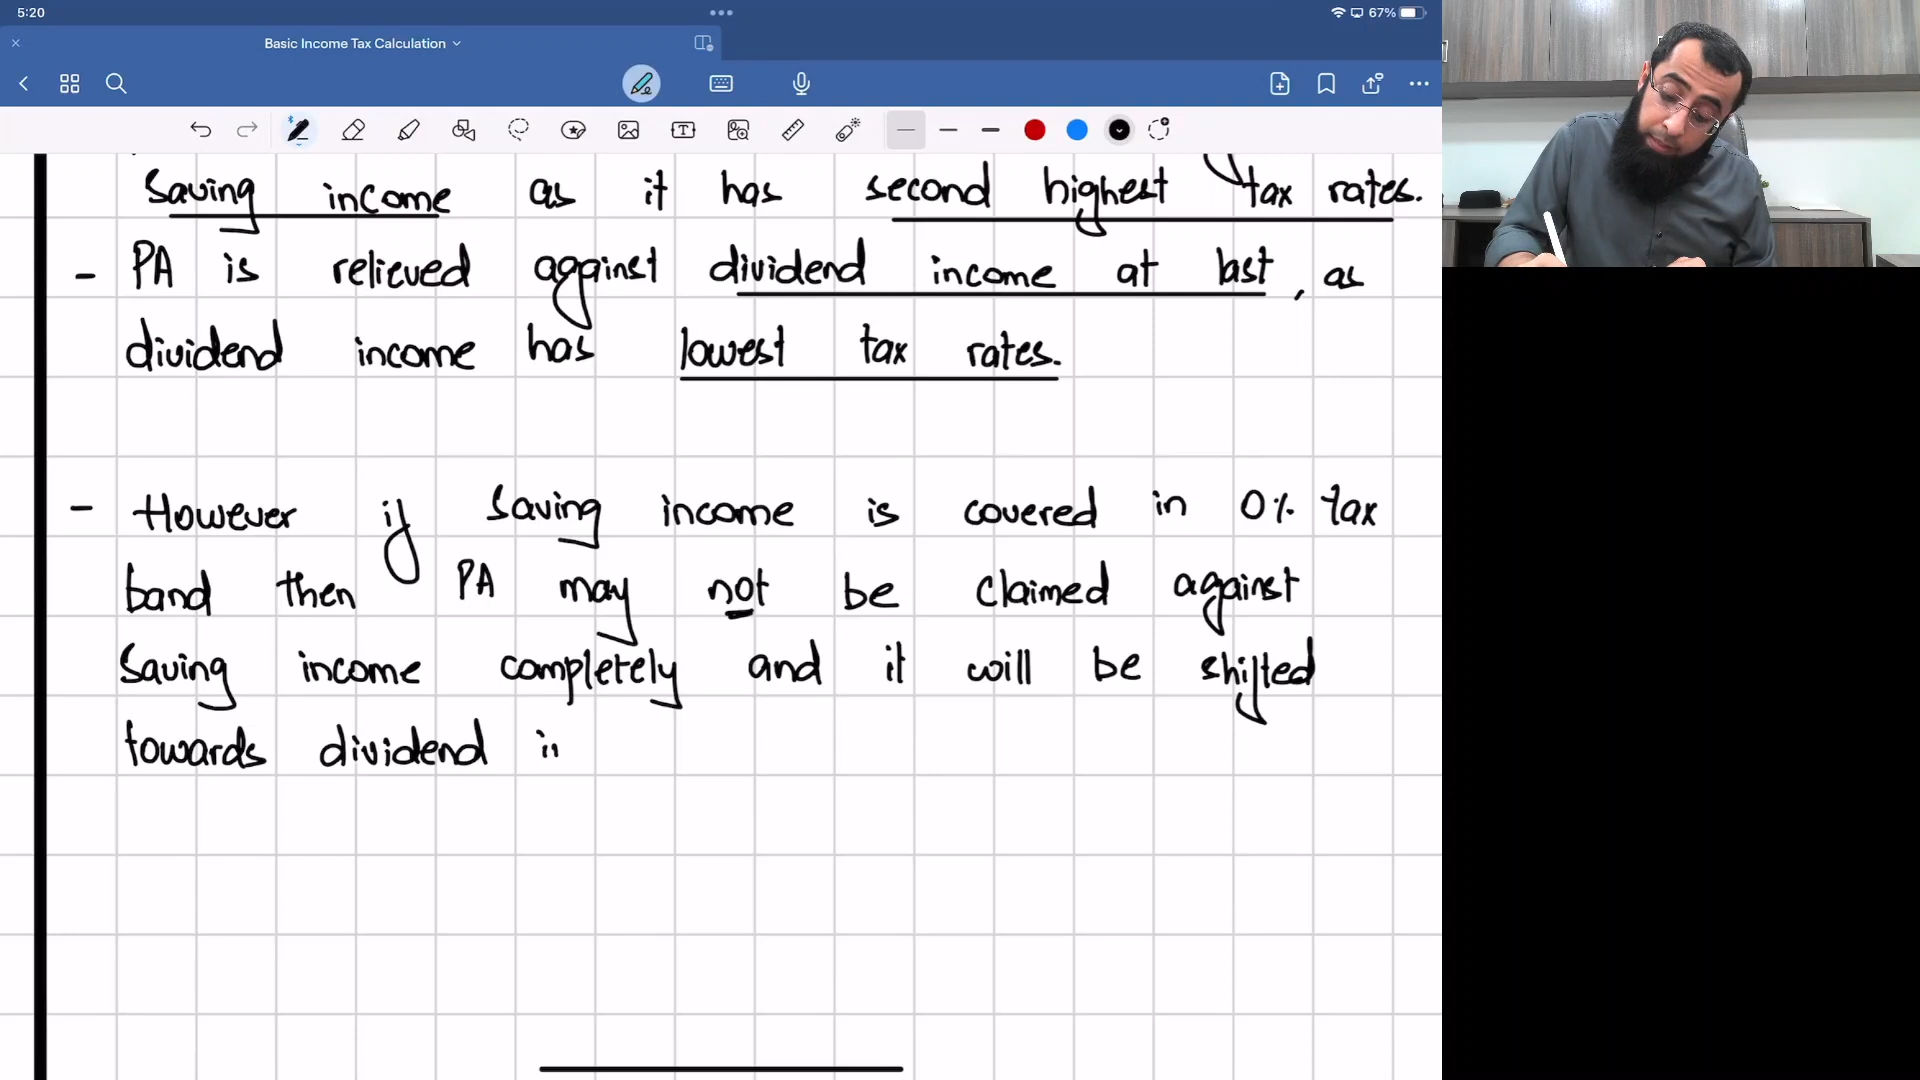 5:20
67%
Basic Income Tax Calculation
Saving income as it has second highest tax rates.
- PA is relieved against dividend income at last, as
dividend income has lowest tax rates.
- However if saving income is covered in 0% tax
band then PA may not be claimed against
saving income completely and it will be shifted
towards dividend in